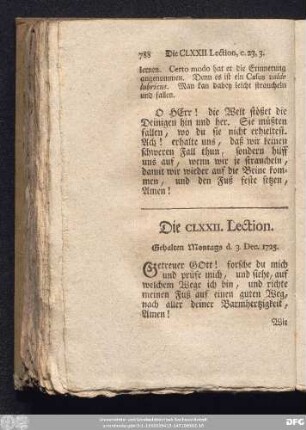 788 Die CLXXII Lection, c. 23, 3.
lernen. Certo modo hat er die Erinnerung
angenommen. Denn es ist ein Casus valde
lubricus. Man kan dabey leicht straucheln
und fallen.
O HErr! die Welt stösset die
Deinigen hin und her. Sie müßten
fallen, wo du sie nicht erhieltest.
Ach! erhalte uns, daß wir keinen
schweren Fall thun, sondern hilff
uns auf, wenn wir ja straucheln,
damit wir wieder auf die Beine kom-
men, und den Fuß feste setzen,
Amen!
Die CLXXII. Lection.
Gehalten Montags d. 3. Dec. 1725.
Getreuer GOtt! forsche du mich
und prüfe mich, und siehe, auf
welchem Wege ich bin, und richte
meinen Fuß auf einen guten Weg,
nach aller deiner Barmhertzigkeit,
Amen!
Wir